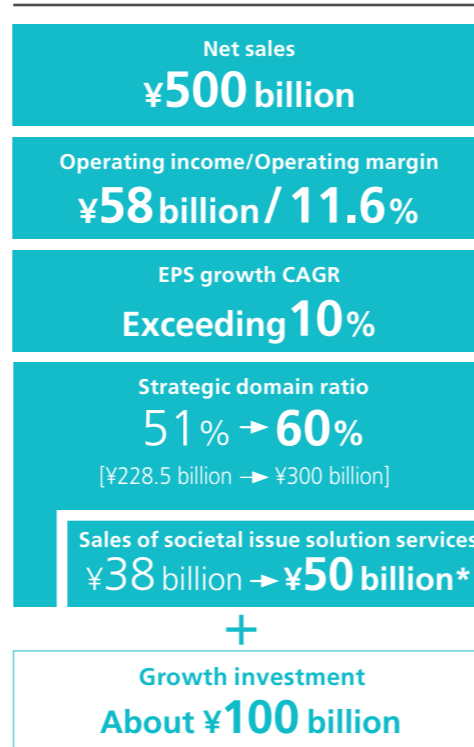 Net sales
¥500 billion
Operating income/Operating margin
¥58 billion / 11.6%
EPS growth CAGR
Exceeding 10%
Strategic domain ratio
51% → 60%
[¥228.5 billion → ¥300 billion]
Sales of societal issue solution services
¥38 billion → ¥50 billion*
+
Growth investment
About ¥100 billion